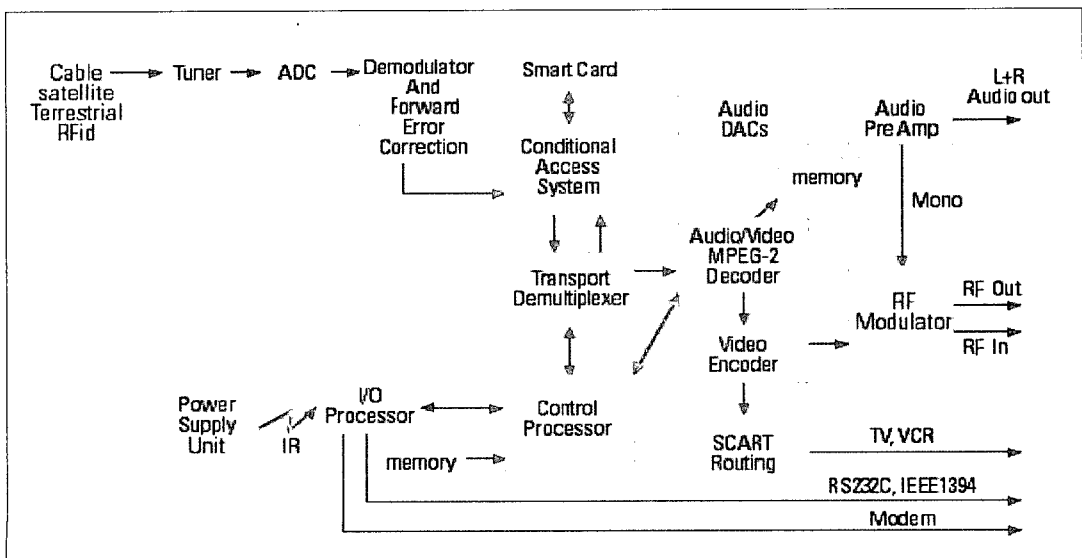 Cable
satellite
Terrestrial
RFid
Tuner
ADC
Demodulator
And
Forward
Error
Correction
Smart Card
Conditional
Access
System
Transport
Demultiplexer
Audio
DACs
memory
Audio/Video
MPEG-2
Decoder
Video
Encoder
SCART
Routing
Audio
Pre Amp
L+R
Audio out
Mono
RF
Modulator
RF Out
RF In
Power
Supply
Unit
IR
I/O
Processor
memory
Control
Processor
TV, VCR
RS232C, IEEE1394
Modem